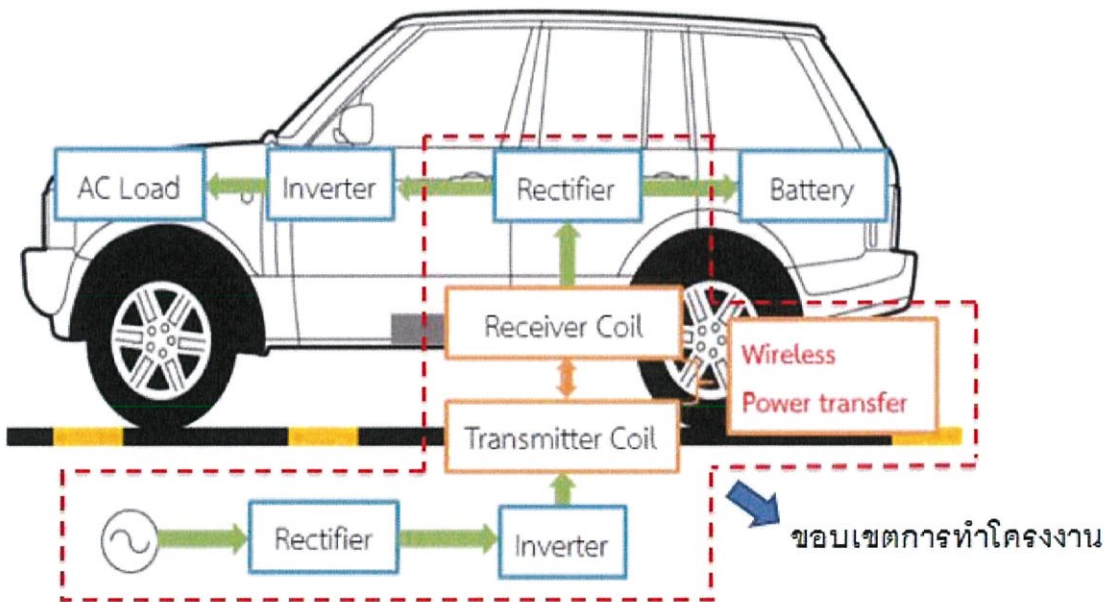 AC Load
Inverter
Rectifier
Battery
Receiver Coil
Wireless
Power transfer
Transmitter Coil
Rectifier
Inverter
ขอบเขตการทำโครงงาน